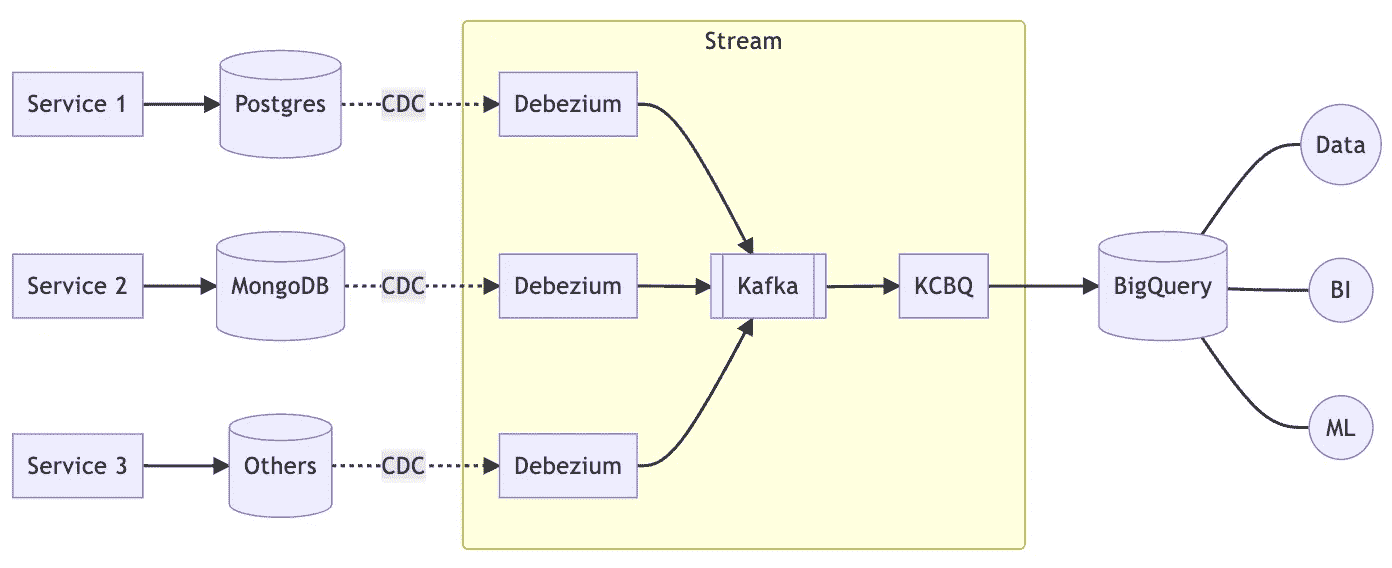 Stream
Service 1
Postgres
CDC
Debezium
Data
Service 2
MongoDB
CDC
Debezium
Kafka
KCBQ
BigQuery
BI
Service 3
Others
CDC
Debezium
ML